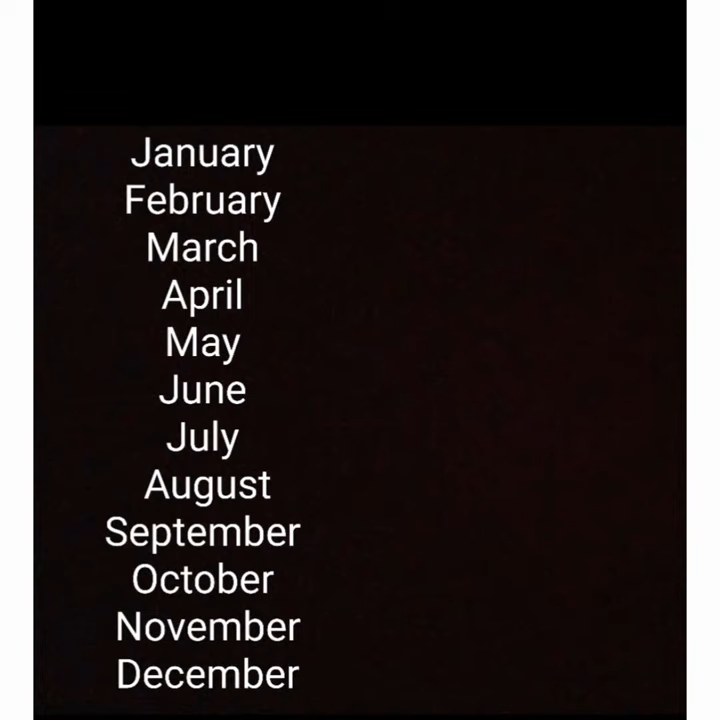 January
February
March
April
May
June
July
August
September
October
November
December